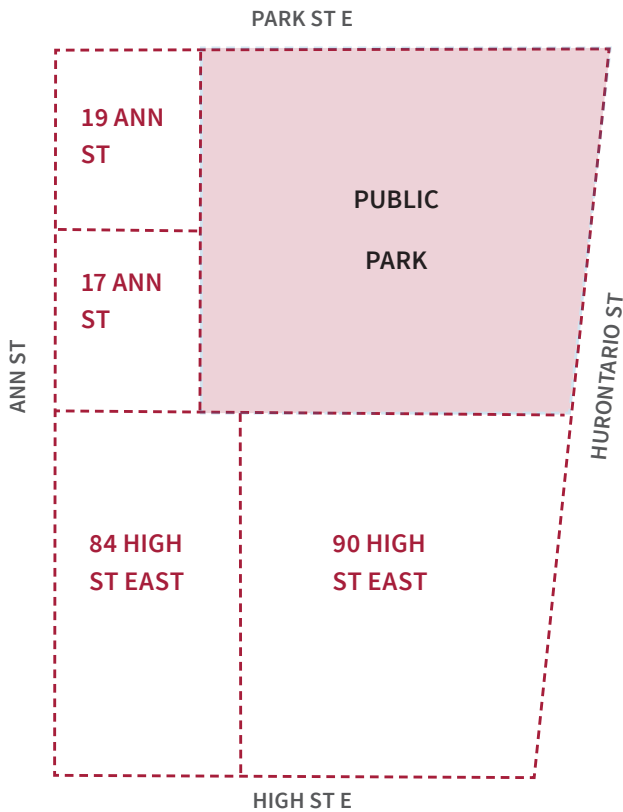 PARK ST E
19 ANN
ST
PUBLIC
PARK
17 ANN
ST
ANN ST
HURONTARIO ST
84 HIGH
ST EAST
90 HIGH
ST EAST
HIGH ST E